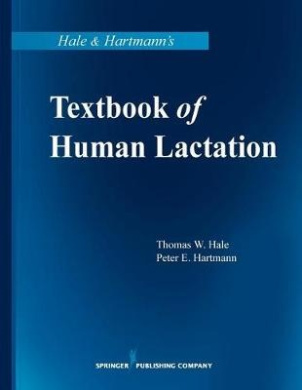 Hale & Hartmann's
Textbook of
Human Lactation
Thomas W. Hale
Peter E. Hartmann
SPRINGER PUBLISHING COMPANY